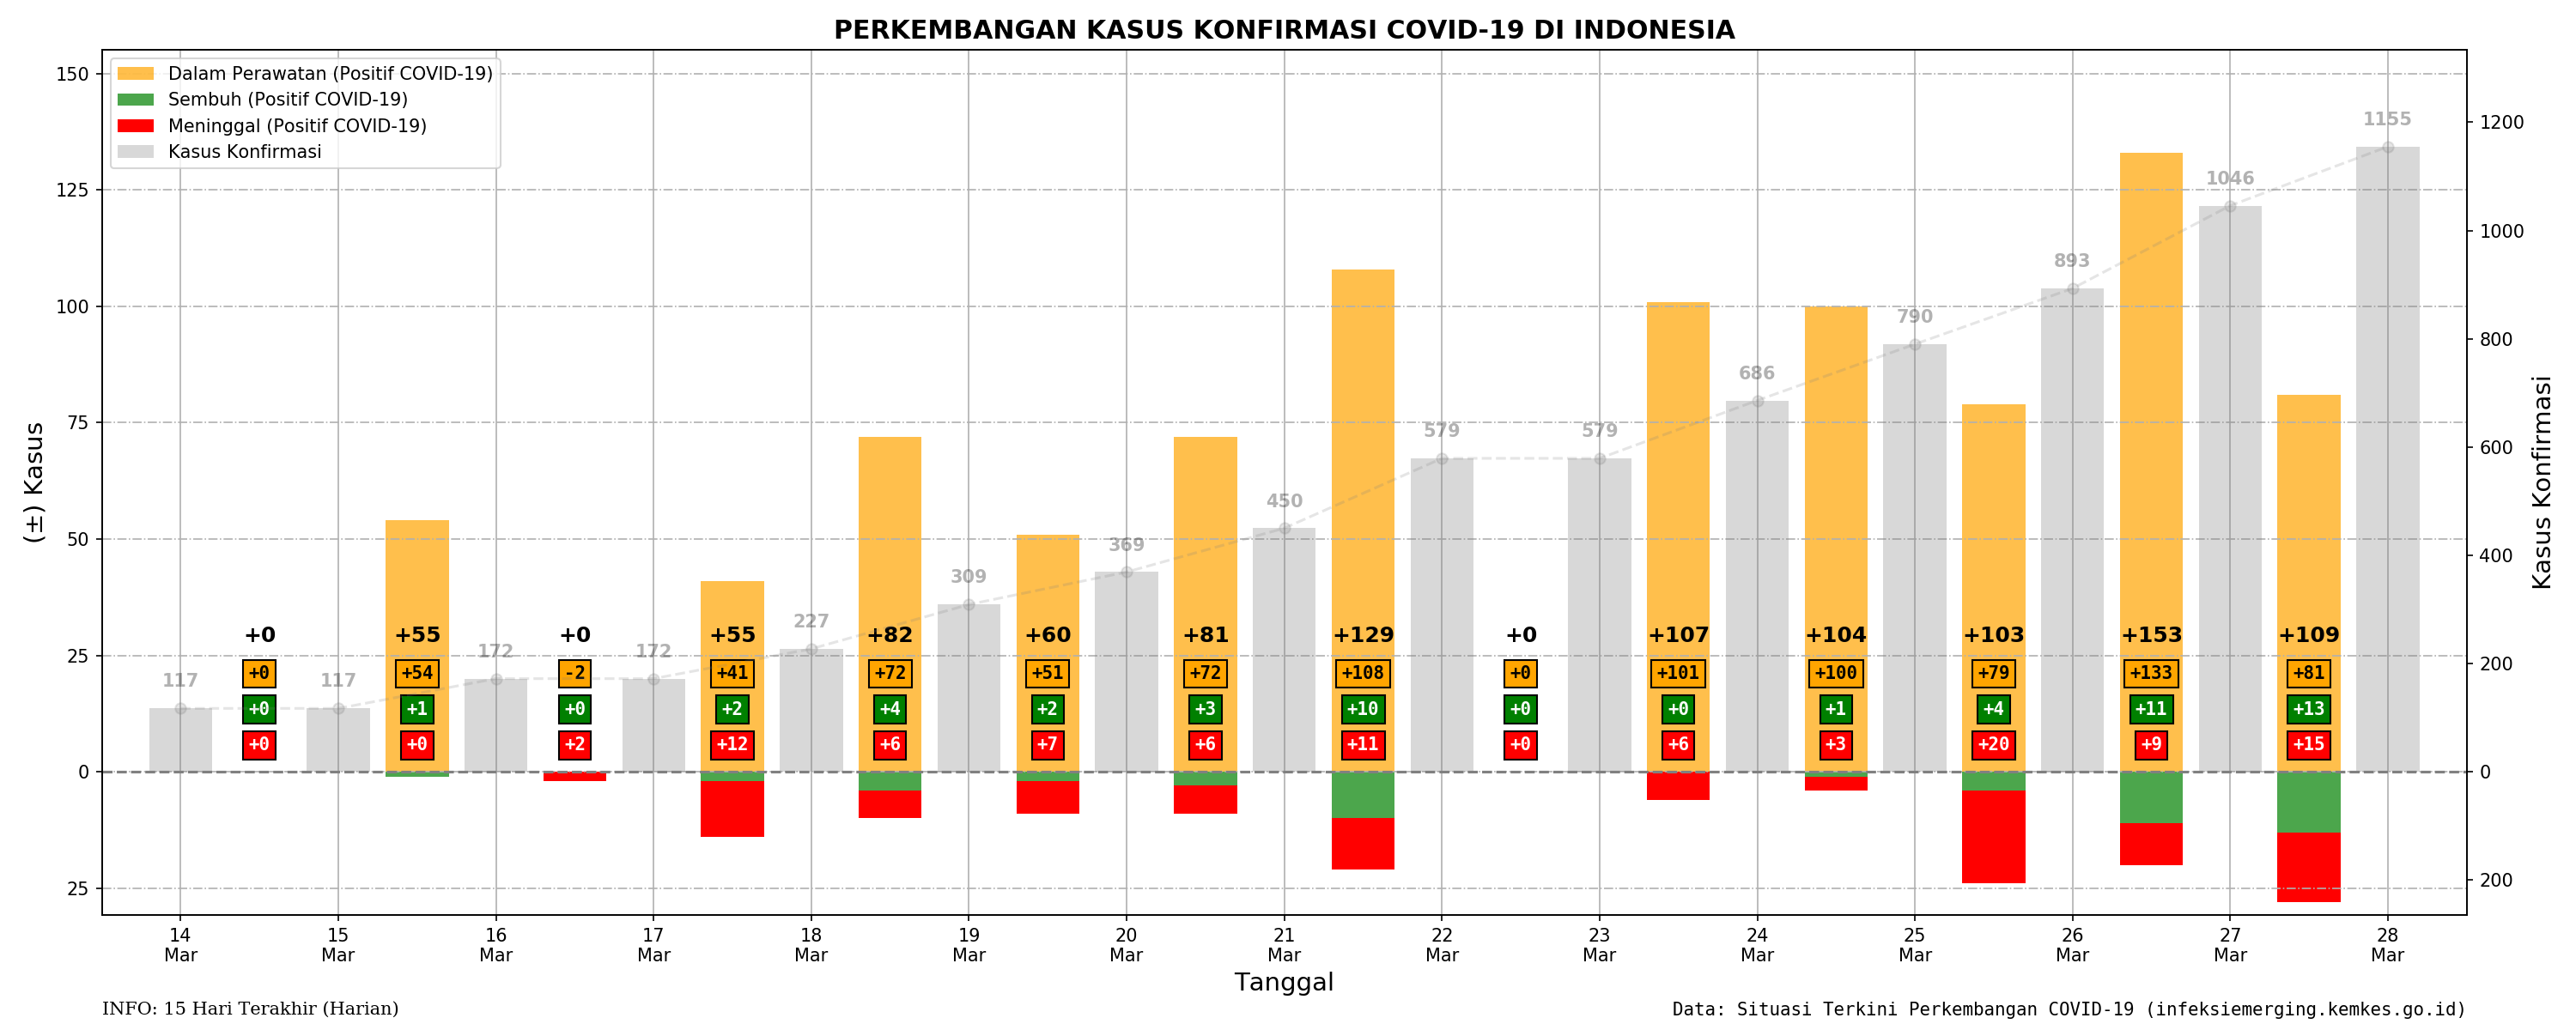 PERKEMBANGAN KASUS KONFIRMASI COVID-19 DI INDONESIA
Dalam Perawatan (Positif COVID-19)
Sembuh (Positif COVID-19)
Meninggal (Positif COVID-19)
Kasus Konfirmasi
(±) Kasus
150
125
100
75
50
25
0
25
Kasus Konfirmasi
1200
1000
800
600
400
200
0
200
117 117 172 172 227 309 369 450 579 579 686 790 893 1046 1155
+0 +55 +0 +55 +82 +60 +81 +129 +0 +107 +104 +103 +153 +109
+0 +54 -2 +41 +72 +51 +72 +108 +0 +101 +100 +79 +133 +81
+0 +1 +0 +2 +4 +2 +3 +10 +0 +0 +1 +4 +11 +13
+0 +0 +2 +12 +6 +7 +6 +11 +0 +6 +3 +20 +9 +15
14 15 16 17 18 19 20 21 22 23 24 25 26 27 28
Mar Mar Mar Mar Mar Mar Mar Mar Mar Mar Mar Mar Mar Mar Mar
Tanggal
INFO: 15 Hari Terakhir (Harian)
Data: Situasi Terkini Perkembangan COVID-19 (infeksiemerging.kemkes.go.id)